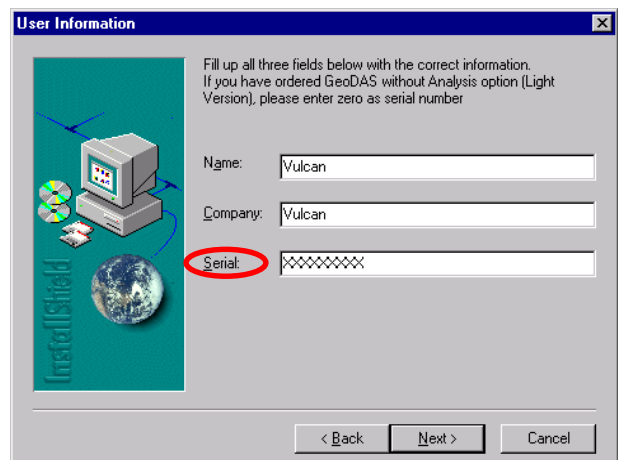 User Information
Fill up all three fields below with the correct information.
If you have ordered GeoDAS without Analysis option (Light
Version), please enter zero as serial number
Name: Vulcan
Company: Vulcan
Serial: XXXXXXXXX
InstallShield
< Back Next > Cancel